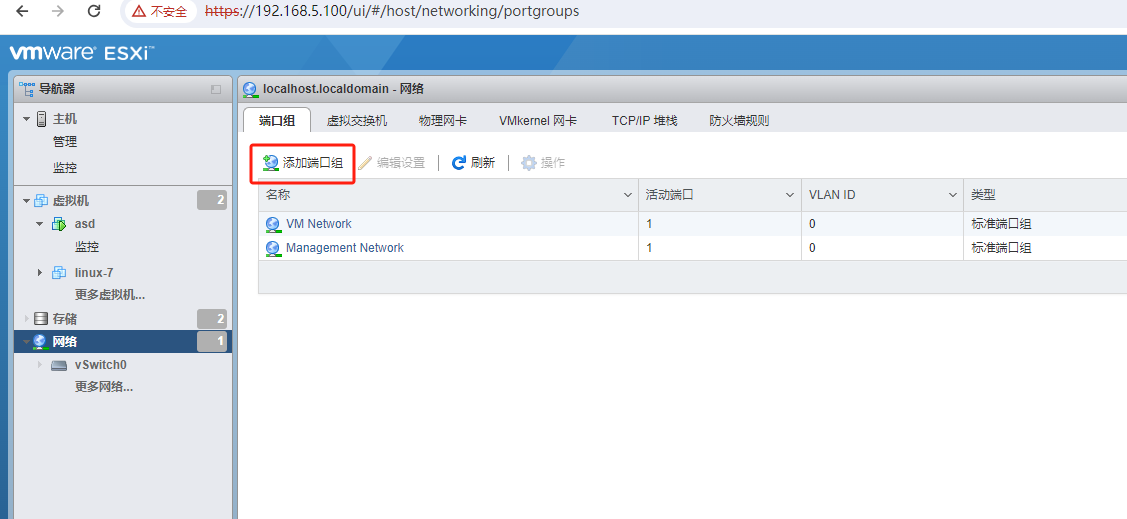 不安全 https://192.168.5.100/ui/#/host/networking/portgroups
vmware ESXi™
导航器
主机
管理
监控
虚拟机 2
asd
监控
linux-7
更多虚拟机...
存储 2
网络 1
vSwitch0
更多网络...
localhost.localdomain - 网络
端口组 虚拟交换机 物理网卡 VMkernel 网卡 TCP/IP 堆栈 防火墙规则
添加端口组 编辑设置 刷新 操作
名称 活动端口 VLAN ID 类型
VM Network 1 0 标准端口组
Management Network 1 0 标准端口组